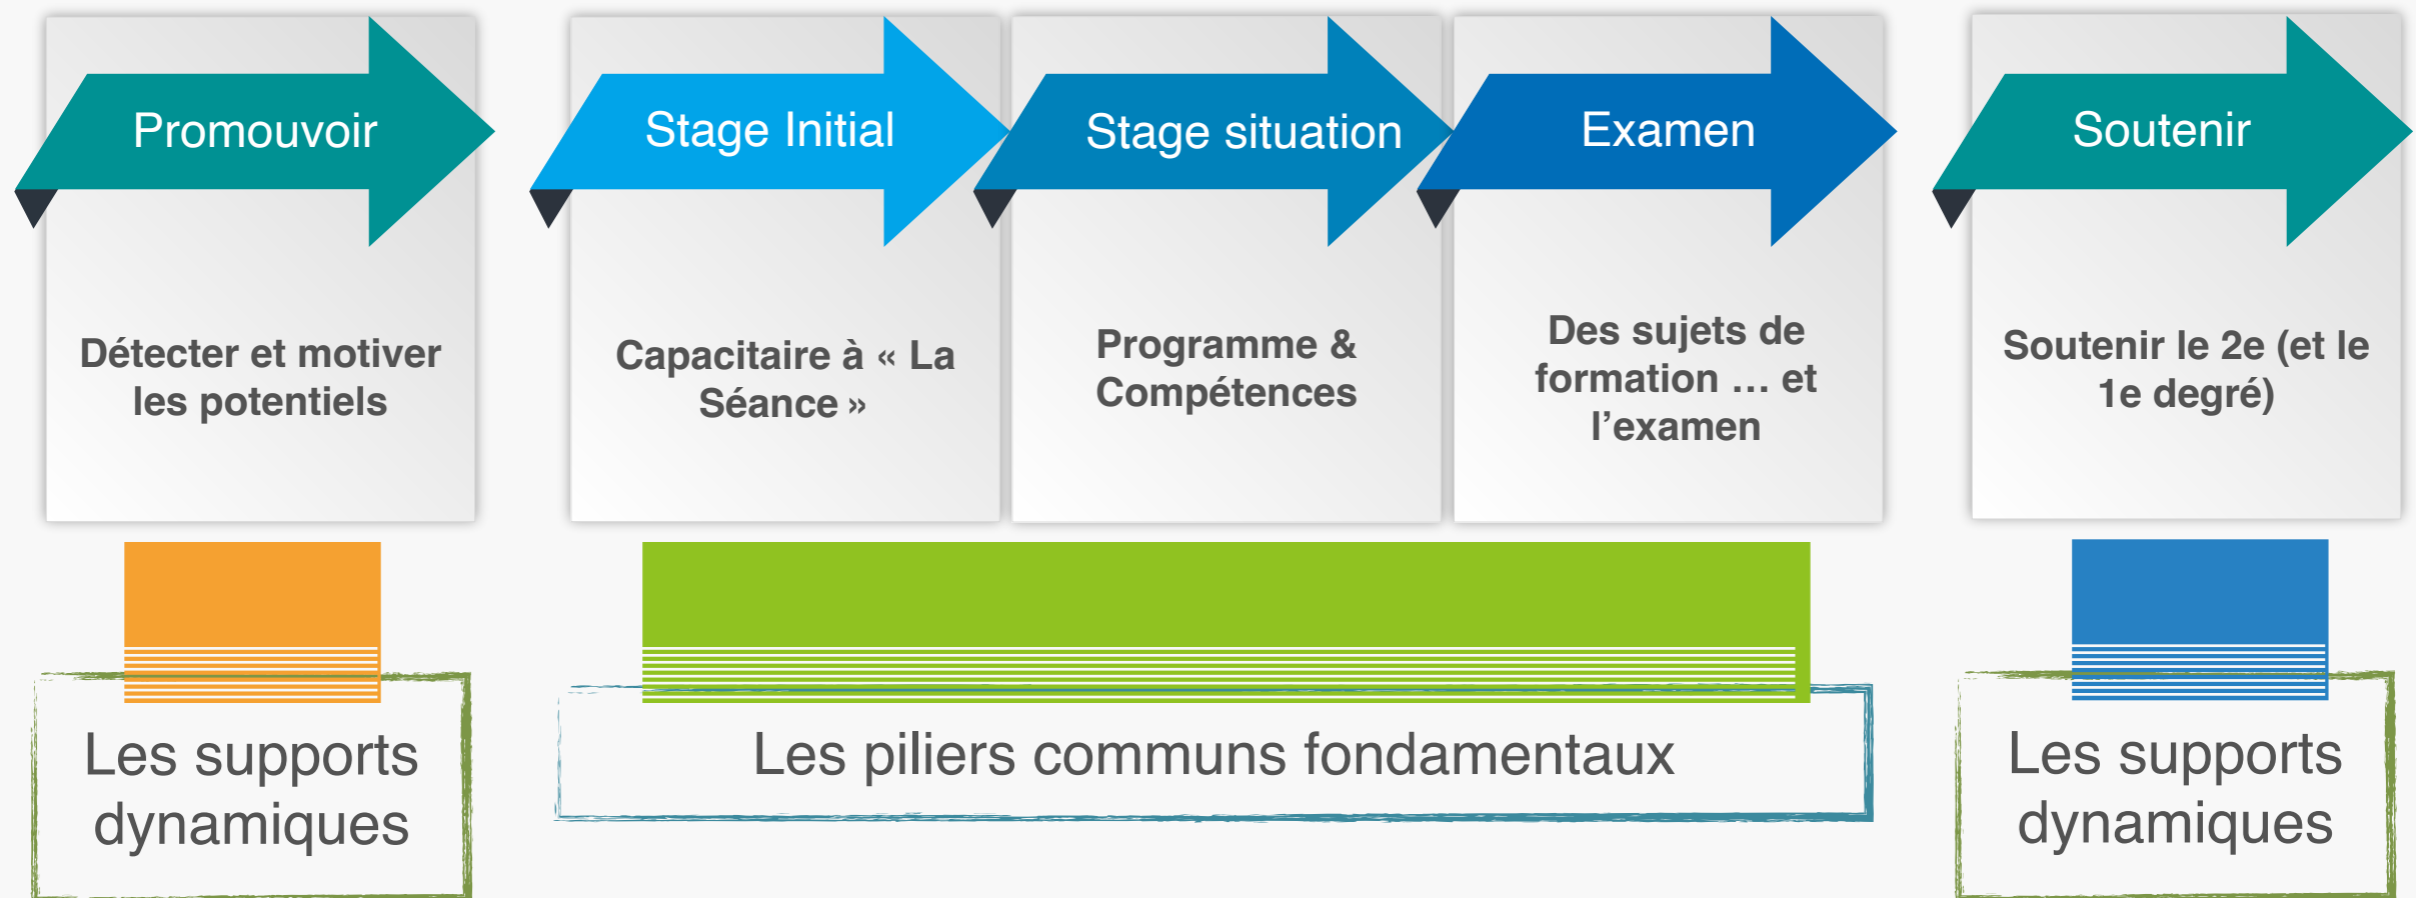 Promouvoir
Stage Initial
Stage situation
Examen
Soutenir
Détecter et motiver
les potentiels
Capacitaire à « La
Séance »
Programme &
Compétences
Des sujets de
formation … et
l’examen
Soutenir le 2e (et le
1e degré)
Les supports
dynamiques
Les piliers communs fondamentaux
Les supports
dynamiques